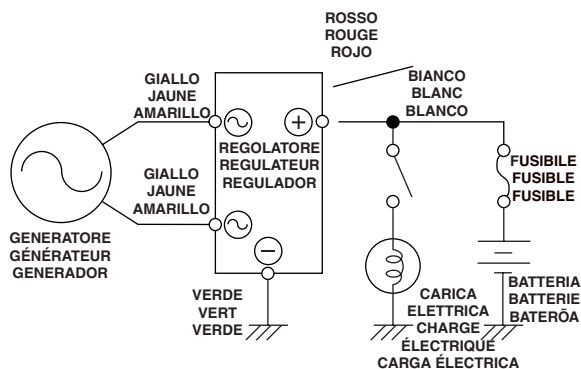 ROSSO
ROUGE
ROJO
GIALLO
JAUNE
AMARILLO
BIANCO
BLANC
BLANCO
REGOLATORE
REGULATEUR
REGULADOR
GIALLO
JAUNE
AMARILLO
FUSIBILE
FUSIBLE
FUSIBLE
GENERATORE
GÉNÉRATEUR
GENERADOR
VERDE
VERT
VERDE
CARICA
ELETTRICA
CHARGE
ÉLECTRIQUE
CARGA ÉLECTRICA
BATTERIA
BATTERIE
BATERÕA